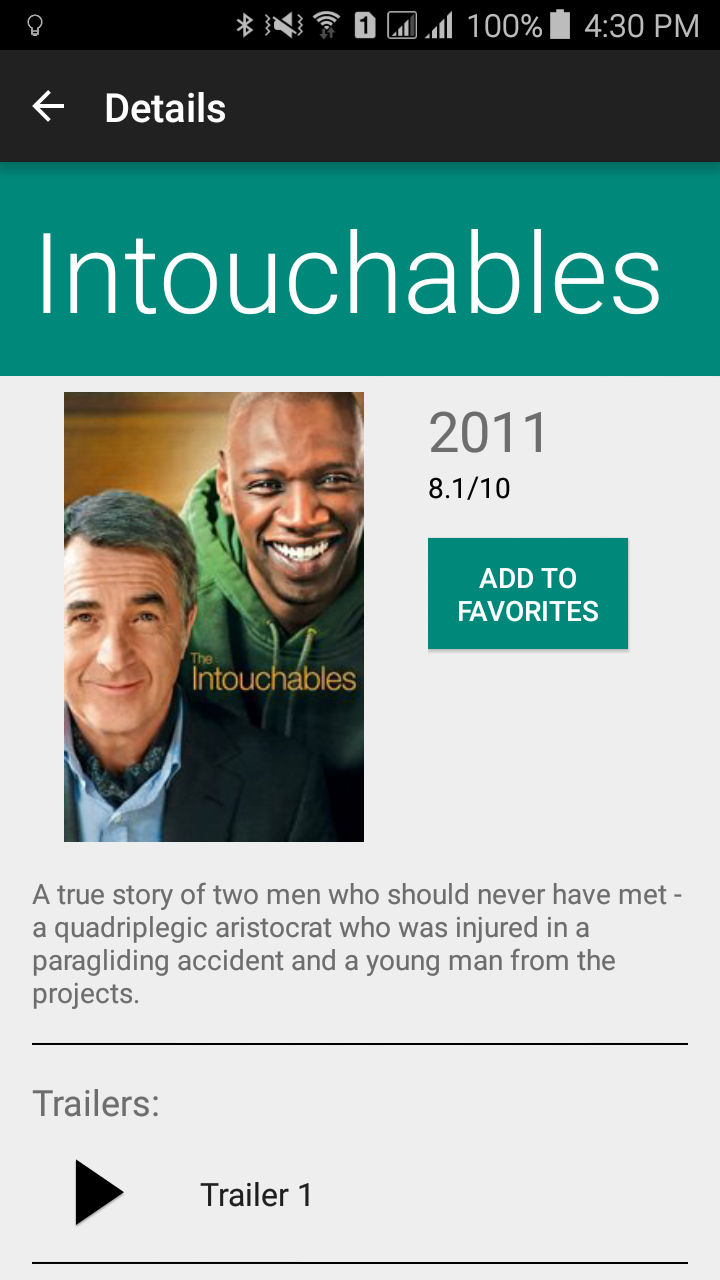 1 100% 4:30 PM
Details
Intouchables
The
Intouchables
2011
8.1/10
ADD TO
FAVORITES
A true story of two men who should never have met -
a quadriplegic aristocrat who was injured in a
paragliding accident and a young man from the
projects.
Trailers:
Trailer 1